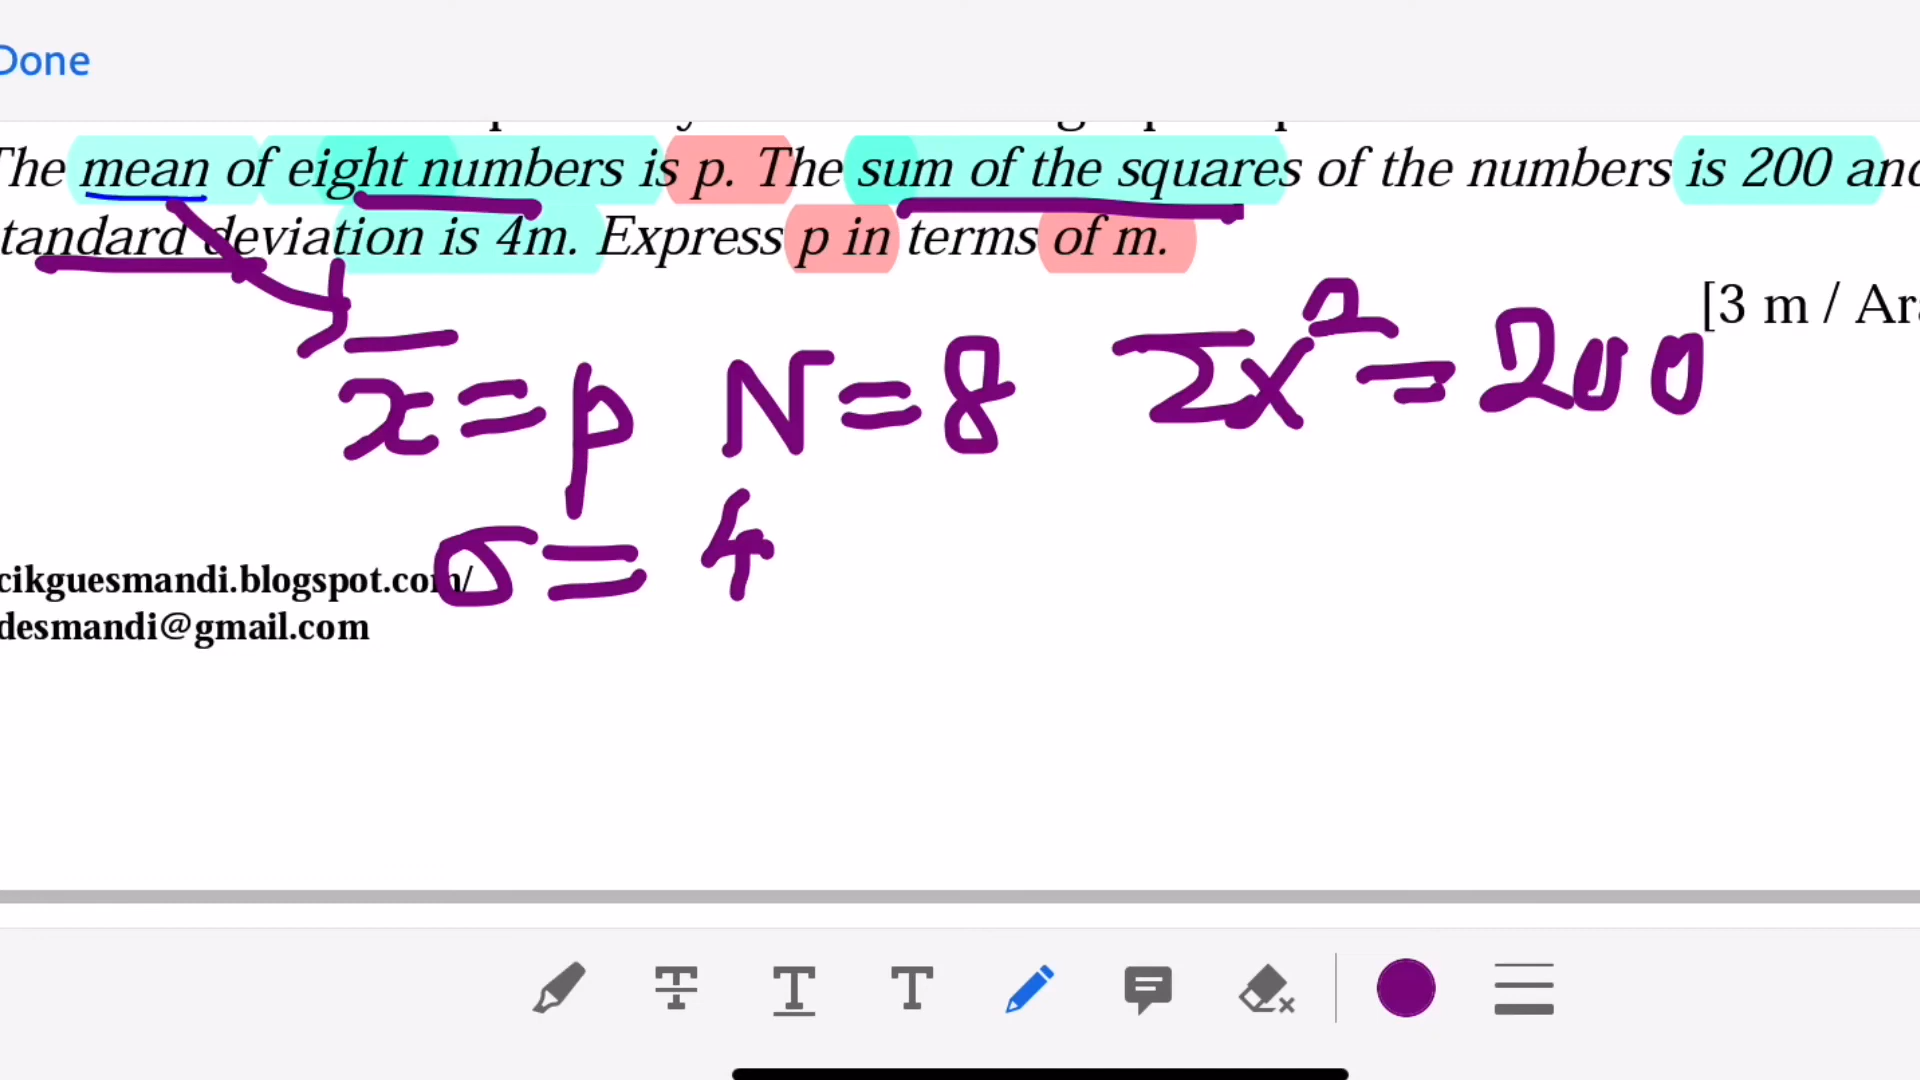 Done
The mean of eight numbers is p. The sum of the squares of the numbers is 200 and
tandard deviation is 4m. Express p in terms of m.
[3 m / Ar
x̄ = p N = 8 Σx² = 200
σ = 4
cikguesmandi.blogspot.com/
desmandi@gmail.com